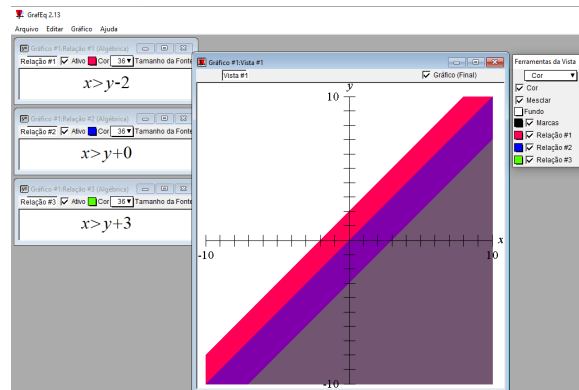 GrafEq 2.13
Arquivo Editar Gráfico Ajuda
Gráfico #1:Relação #1 (Algébrica)
Relação #1 Ativo Cor 36 Tamanho da Fonte
x>y-2
Gráfico #1:Relação #2 (Algébrica)
Relação #2 Ativo Cor 36 Tamanho da Fonte
x>y+0
Gráfico #1:Relação #3 (Algébrica)
Relação #3 Ativo Cor 36 Tamanho da Fonte
x>y+3
Gráfico #1:Vista #1
Vista #1 Gráfico (Final)
y
10
x
-10 10
-10
Ferramentas da Vista
Cor
Cor
Mesclar
Fundo
Marcas
Relação #1
Relação #2
Relação #3